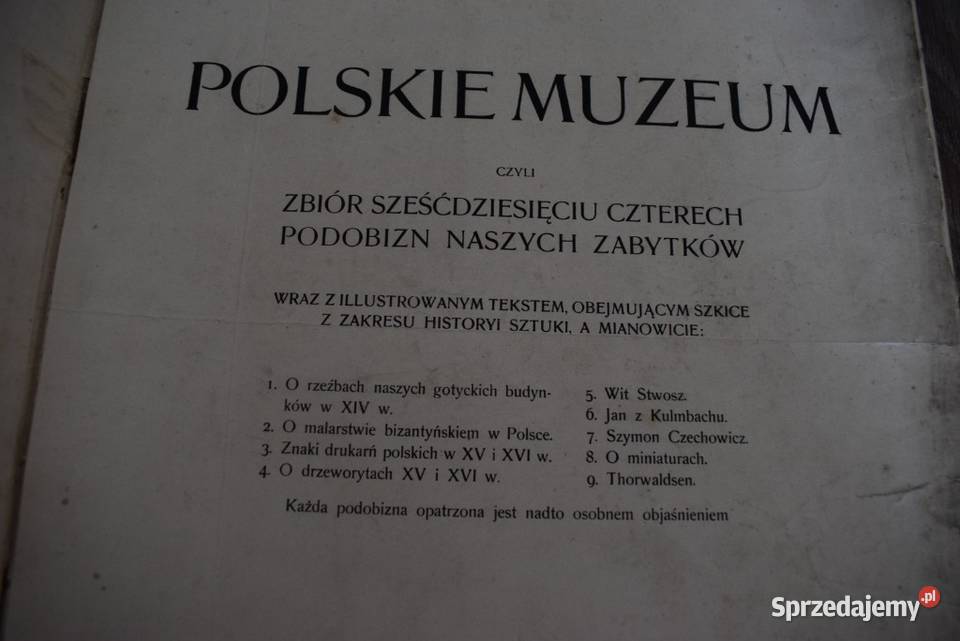 POLSKIE MUZEUM
CZYLI
ZBIÓR SZEŚĆDZIESIĘCIU CZTERECH
PODOBIZN NASZYCH ZABYTKÓW
WRAZ Z ILLUSTROWANYM TEKSTEM, OBEJMUJĄCYM SZKICE
Z ZAKRESU HISTORYI SZTUKI, A MIANOWICIE:
1. O rzeźbach naszych gotyckich budyn-
ków w XIV w.
2. O malarstwie bizantyńskiem w Polsce.
3. Znaki drukarń polskich w XV i XVI w.
4. O drzeworytach XV i XVI w.
5. Wit Stwosz.
6. Jan z Kulmbachu.
7. Szymon Czechowicz.
8. O miniaturach.
9. Thorwaldsen.
Każda podobizna opatrzona jest nadto osobnem objaśnieniem
Sprzedajemy.pl